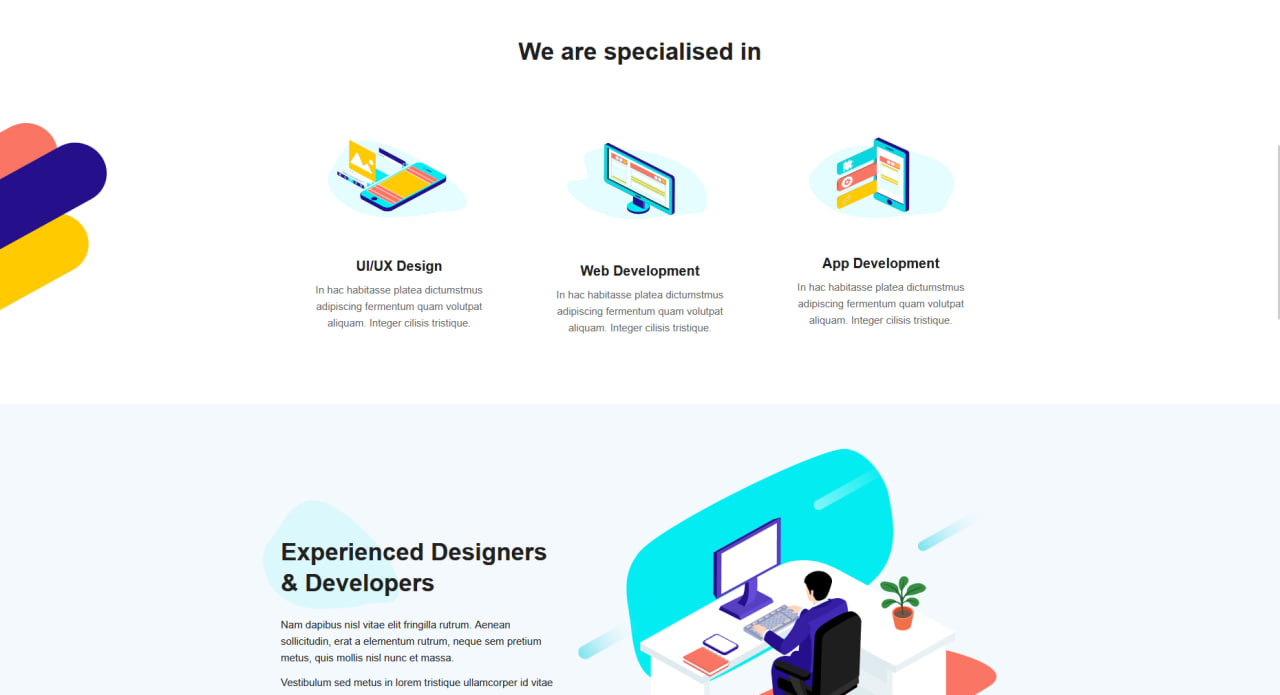 We are specialised in
UI/UX Design
In hac habitasse platea dictumstmus
adipiscing fermentum quam volutpat
aliquam. Integer cilisis tristique.
Web Development
In hac habitasse platea dictumstmus
adipiscing fermentum quam volutpat
aliquam. Integer cilisis tristique.
App Development
In hac habitasse platea dictumstmus
adipiscing fermentum quam volutpat
aliquam. Integer cilisis tristique.
Experienced Designers
& Developers
Nam dapibus nisl vitae elit fringilla rutrum. Aenean
sollicitudin, erat a elementum rutrum, neque sem pretium
metus, quis mollis nisl nunc et massa.
Vestibulum sed metus in lorem tristique ullamcorper id vitae